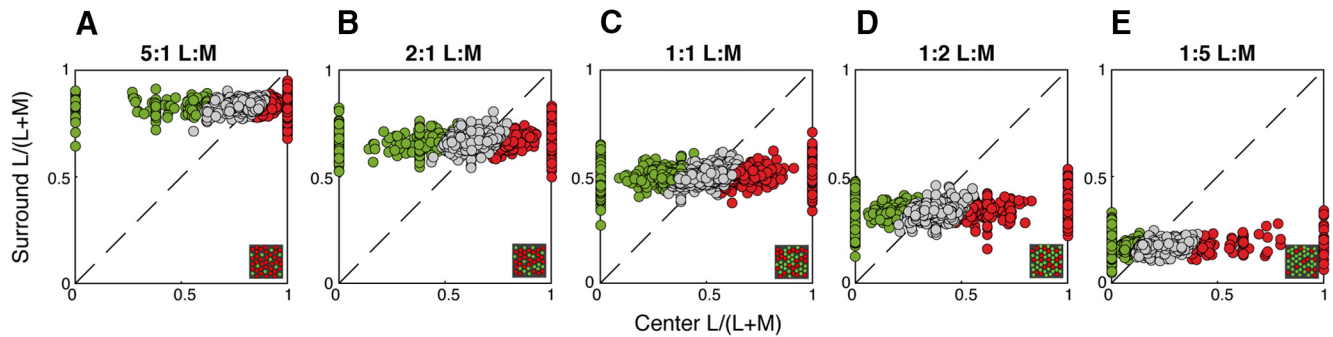 A B C D E
5:1 L:M 2:1 L:M 1:1 L:M 1:2 L:M 1:5 L:M
1 1 1 1 1
Surround L/(L+M)
0.5 0.5 0.5 0.5 0.5
0 0 0 0 0
0 0.5 1 0 0.5 1 0 0.5 1 0 0.5 1 0 0.5 1
Center L/(L+M)